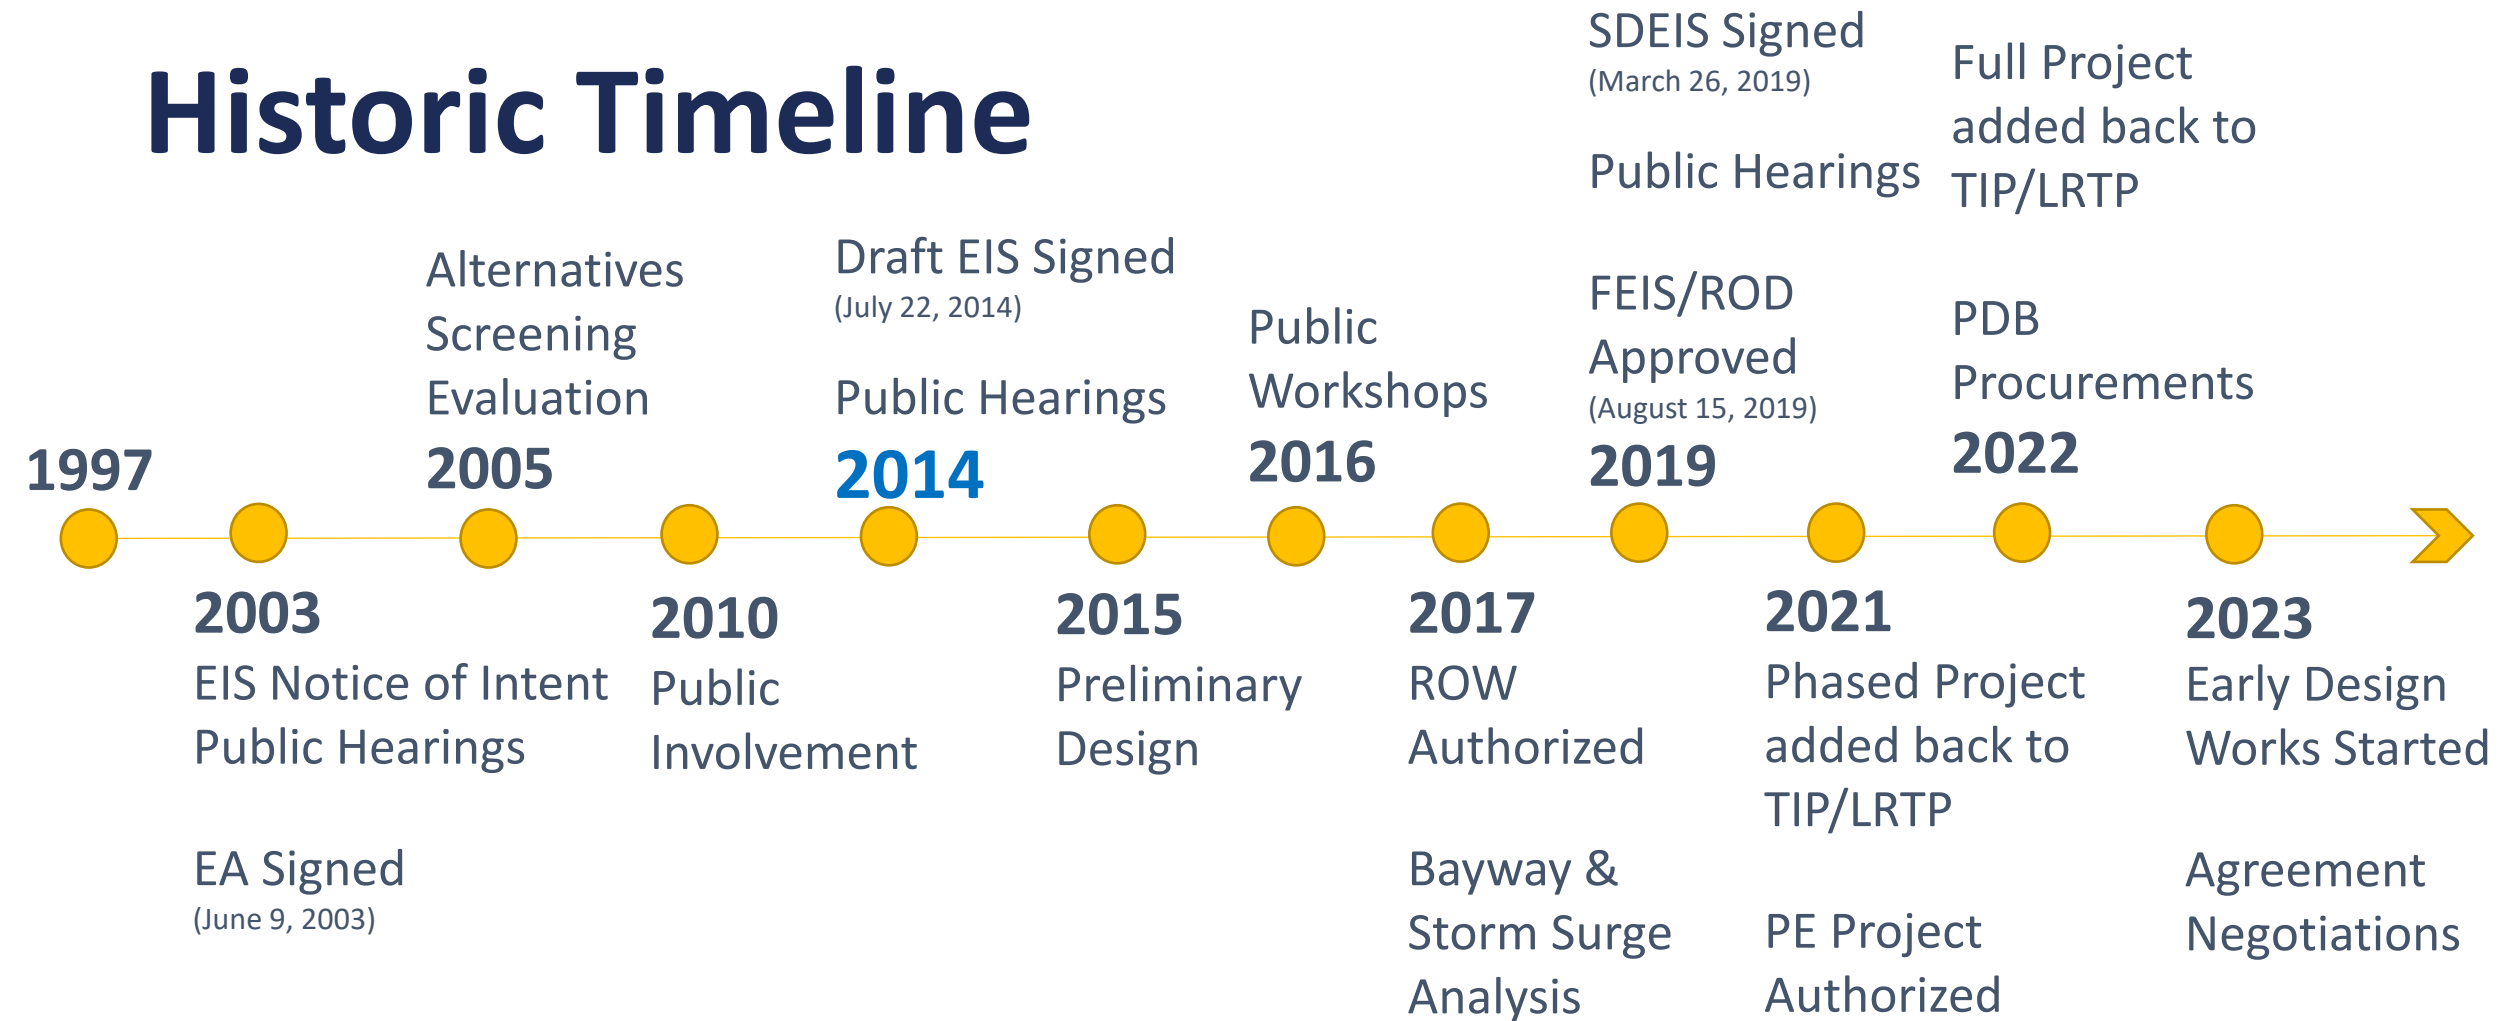 Historic Timeline
1997
2003
EIS Notice of Intent
Public Hearings
EA Signed
(June 9, 2003)
Alternatives
Screening
Evaluation
2005
2010
Public
Involvement
Draft EIS Signed
(July 22, 2014)
Public Hearings
2014
2015
Preliminary
Design
Public
Workshops
2016
2017
ROW
Authorized
Bayway &
Storm Surge
Analysis
SDEIS Signed
(March 26, 2019)
Public Hearings
FEIS/ROD
Approved
(August 15, 2019)
2019
2021
Phased Project
added back to
TIP/LRTP
PE Project
Authorized
Full Project
added back to
TIP/LRTP
PDB
Procurements
2022
2023
Early Design
Works Started
Agreement
Negotiations